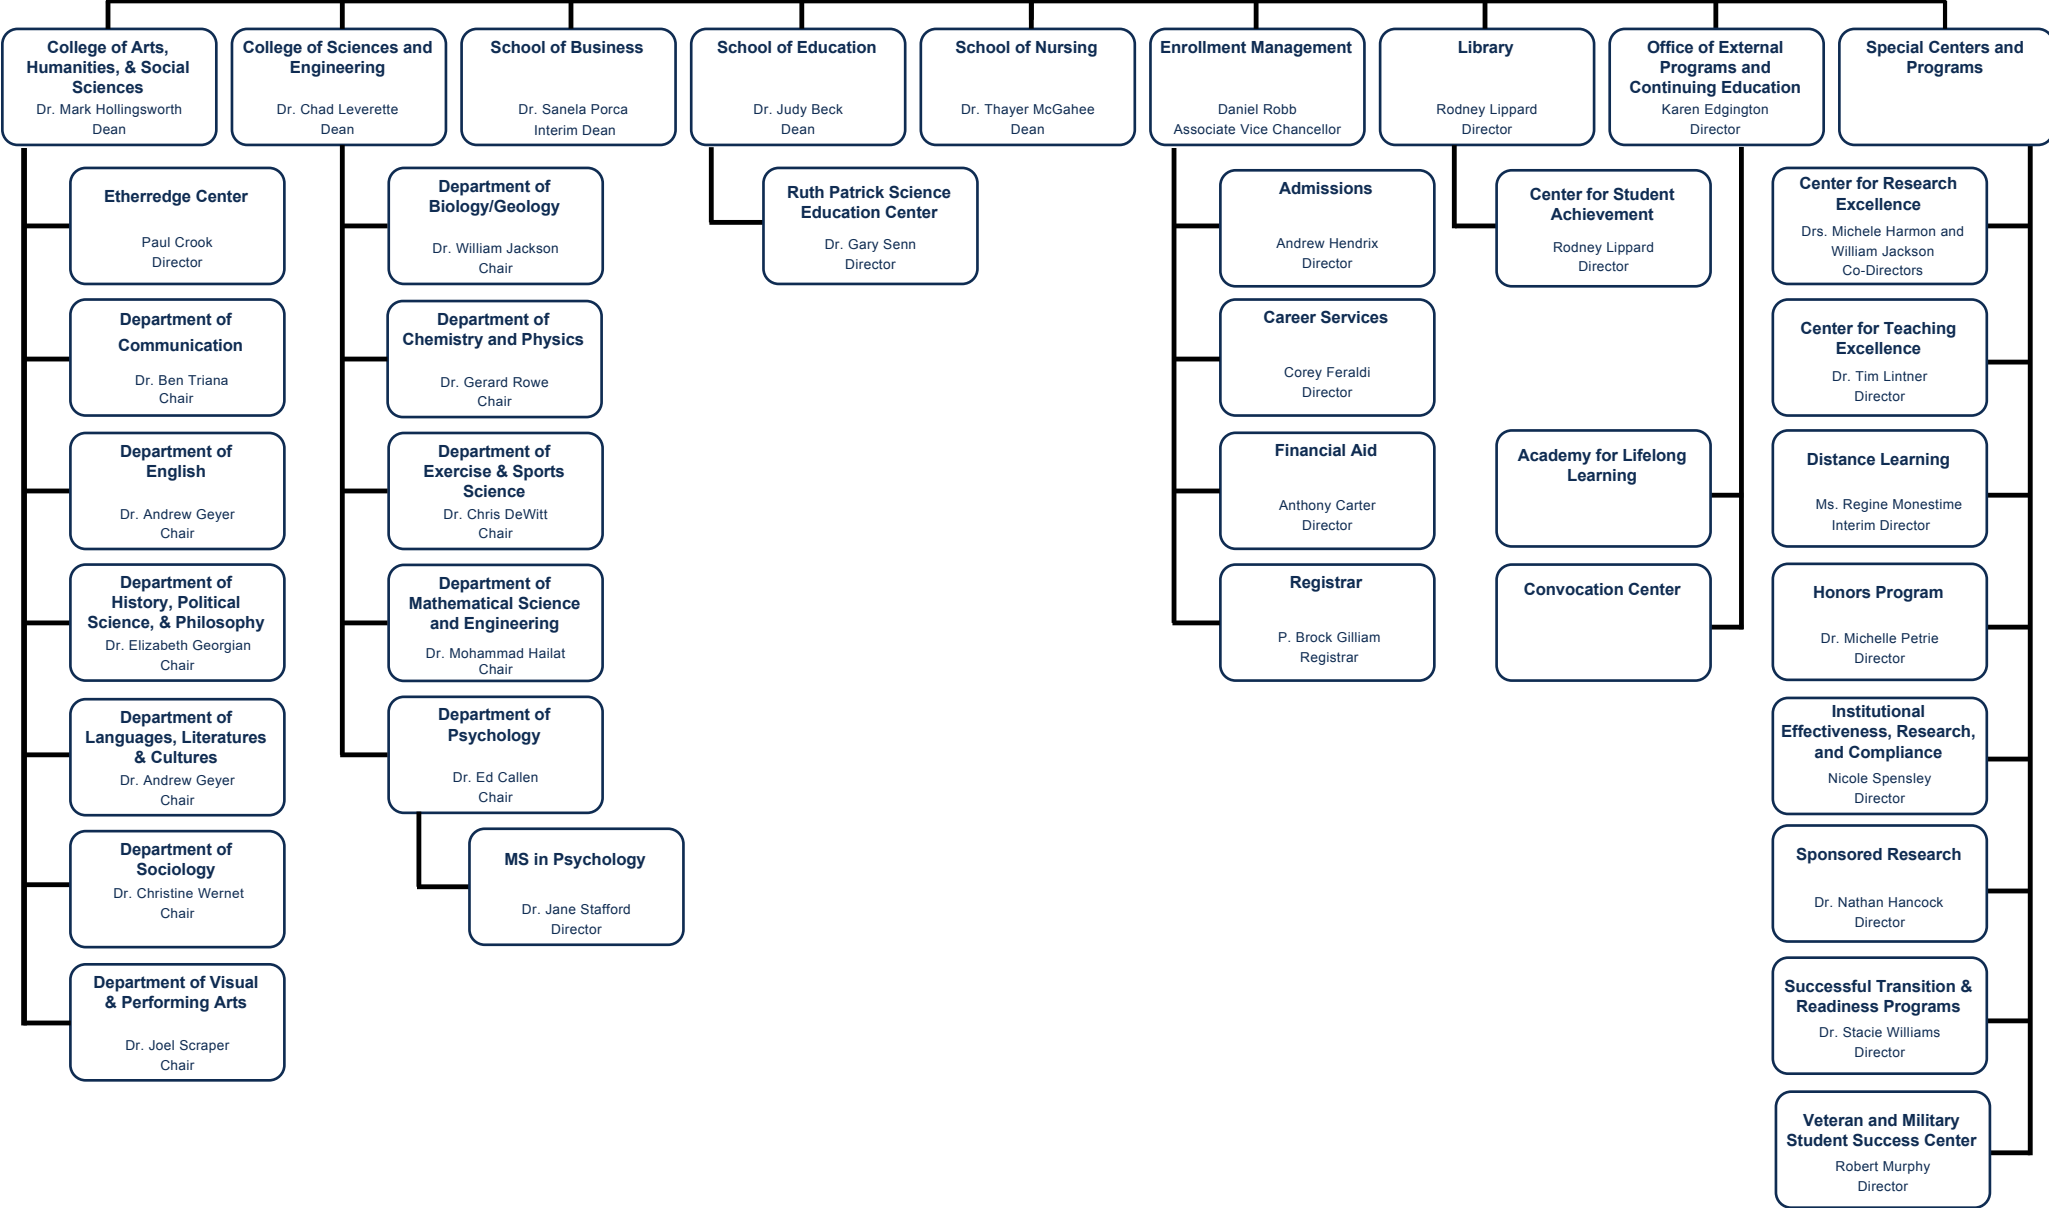 College of Arts,
Humanities, & Social
Sciences
Dr. Mark Hollingsworth
Dean
College of Sciences and
Engineering
Dr. Chad Leverette
Dean
School of Business
Dr. Sanela Porca
Interim Dean
School of Education
Dr. Judy Beck
Dean
School of Nursing
Dr. Thayer McGahee
Dean
Enrollment Management
Daniel Robb
Associate Vice Chancellor
Library
Rodney Lippard
Director
Office of External
Programs and
Continuing Education
Karen Edgington
Director
Special Centers and
Programs
Etherredge Center
Paul Crook
Director
Department of
Communication
Dr. Ben Triana
Chair
Department of
English
Dr. Andrew Geyer
Chair
Department of
History, Political
Science, & Philosophy
Dr. Elizabeth Georgian
Chair
Department of
Languages, Literatures
& Cultures
Dr. Andrew Geyer
Chair
Department of
Sociology
Dr. Christine Wernet
Chair
Department of Visual
& Performing Arts
Dr. Joel Scraper
Chair
Department of
Biology/Geology
Dr. William Jackson
Chair
Department of
Chemistry and Physics
Dr. Gerard Rowe
Chair
Department of
Exercise & Sports
Science
Dr. Chris DeWitt
Chair
Department of
Mathematical Science
and Engineering
Dr. Mohammad Hailat
Chair
Department of
Psychology
Dr. Ed Callen
Chair
MS in Psychology
Dr. Jane Stafford
Director
Ruth Patrick Science
Education Center
Dr. Gary Senn
Director
Admissions
Andrew Hendrix
Director
Career Services
Corey Feraldi
Director
Financial Aid
Anthony Carter
Director
Registrar
P. Brock Gilliam
Registrar
Center for Student
Achievement
Rodney Lippard
Director
Academy for Lifelong
Learning
Convocation Center
Center for Research
Excellence
Drs. Michele Harmon and
William Jackson
Co-Directors
Center for Teaching
Excellence
Dr. Tim Lintner
Director
Distance Learning
Ms. Regine Monestime
Interim Director
Honors Program
Dr. Michelle Petrie
Director
Institutional
Effectiveness, Research,
and Compliance
Nicole Spensley
Director
Sponsored Research
Dr. Nathan Hancock
Director
Successful Transition &
Readiness Programs
Dr. Stacie Williams
Director
Veteran and Military
Student Success Center
Robert Murphy
Director